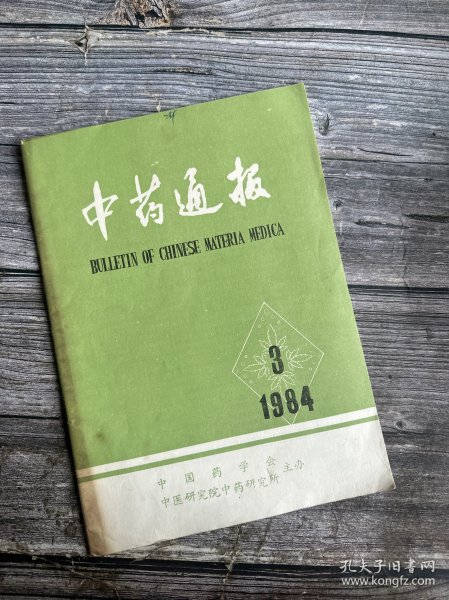 中药通报
BULLETIN OF CHINESE MATERIA MEDICA
3
1984
中国药学会
中医研究院中药研究所 主办
孔夫子旧书网
www.kongfz.com